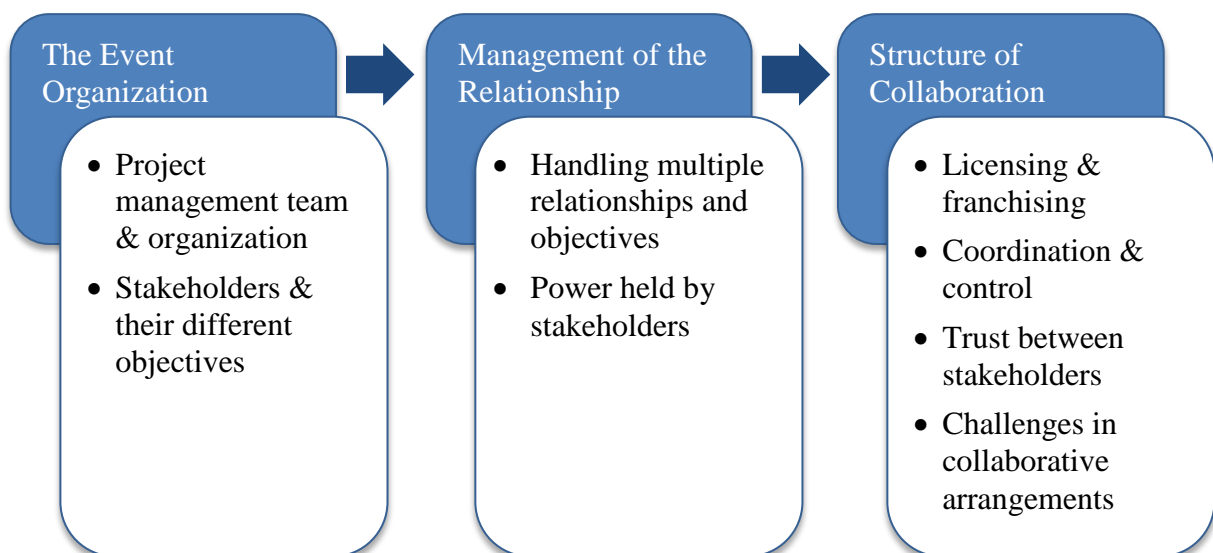 The Event
Organization
• Project
management team
& organization
• Stakeholders &
their different
objectives
Management of the
Relationship
• Handling multiple
relationships and
objectives
• Power held by
stakeholders
Structure of
Collaboration
• Licensing &
franchising
• Coordination &
control
• Trust between
stakeholders
• Challenges in
collaborative
arrangements